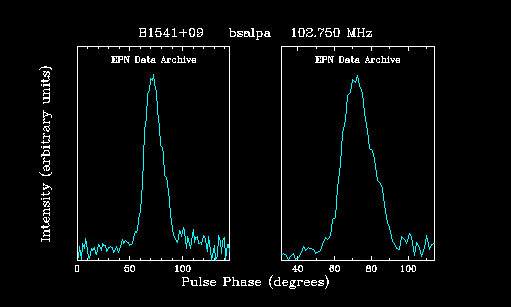 B1541+09 bsalpa 102.750 MHz
EPN Data Archive EPN Data Archive
Intensity (arbitrary units)
0 50 100 40 60 80 100
Pulse Phase (degrees)